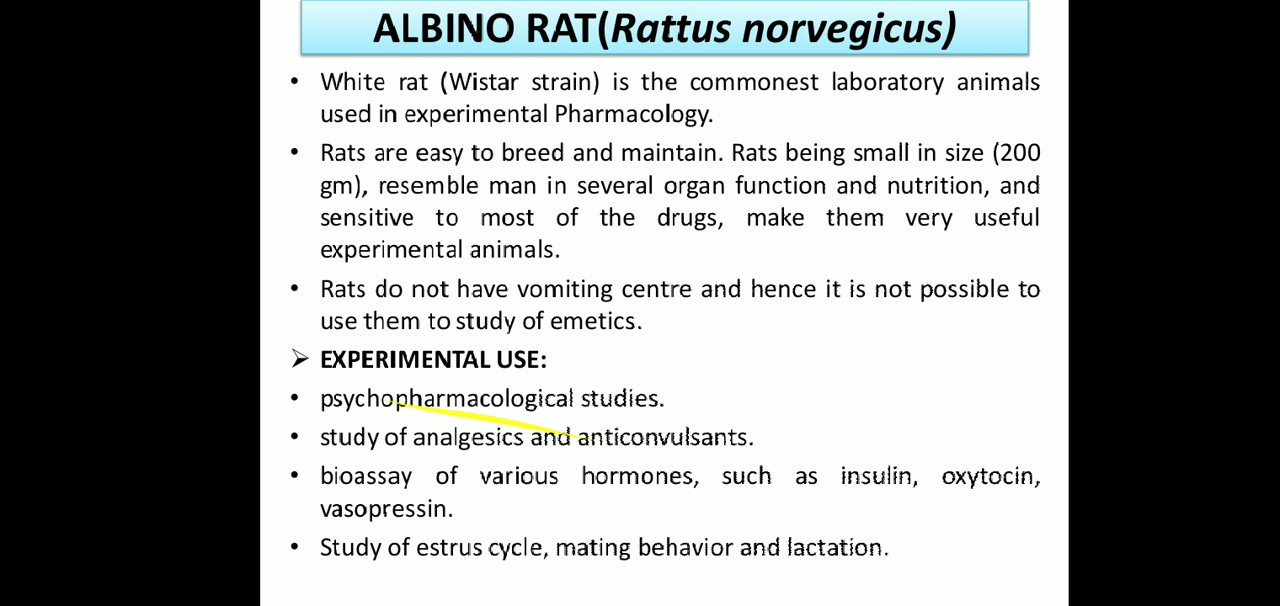 ALBINO RAT(Rattus norvegicus)
• White rat (Wistar strain) is the commonest laboratory animals
used in experimental Pharmacology.
• Rats are easy to breed and maintain. Rats being small in size (200
gm), resemble man in several organ function and nutrition, and
sensitive to most of the drugs, make them very useful
experimental animals.
• Rats do not have vomiting centre and hence it is not possible to
use them to study of emetics.
➢ EXPERIMENTAL USE:
• psychopharmacological studies.
• study of analgesics and anticonvulsants.
• bioassay of various hormones, such as insulin, oxytocin,
vasopressin.
• Study of estrus cycle, mating behavior and lactation.